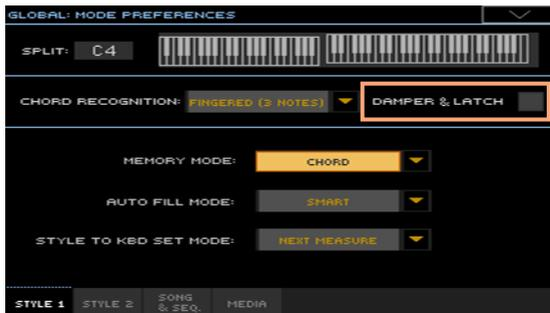 GLOBAL: MODE PREFERENCES
SPLIT: C4
CHORD RECOGNITION: FINGERED (3 NOTES) DAMPER & LATCH
MEMORY MODE: CHORD
AUTO FILL MODE: SMART
STYLE TO KBD SET MODE: NEXT MEASURE
STYLE 1 STYLE 2 SONG & SEQ. MEDIA